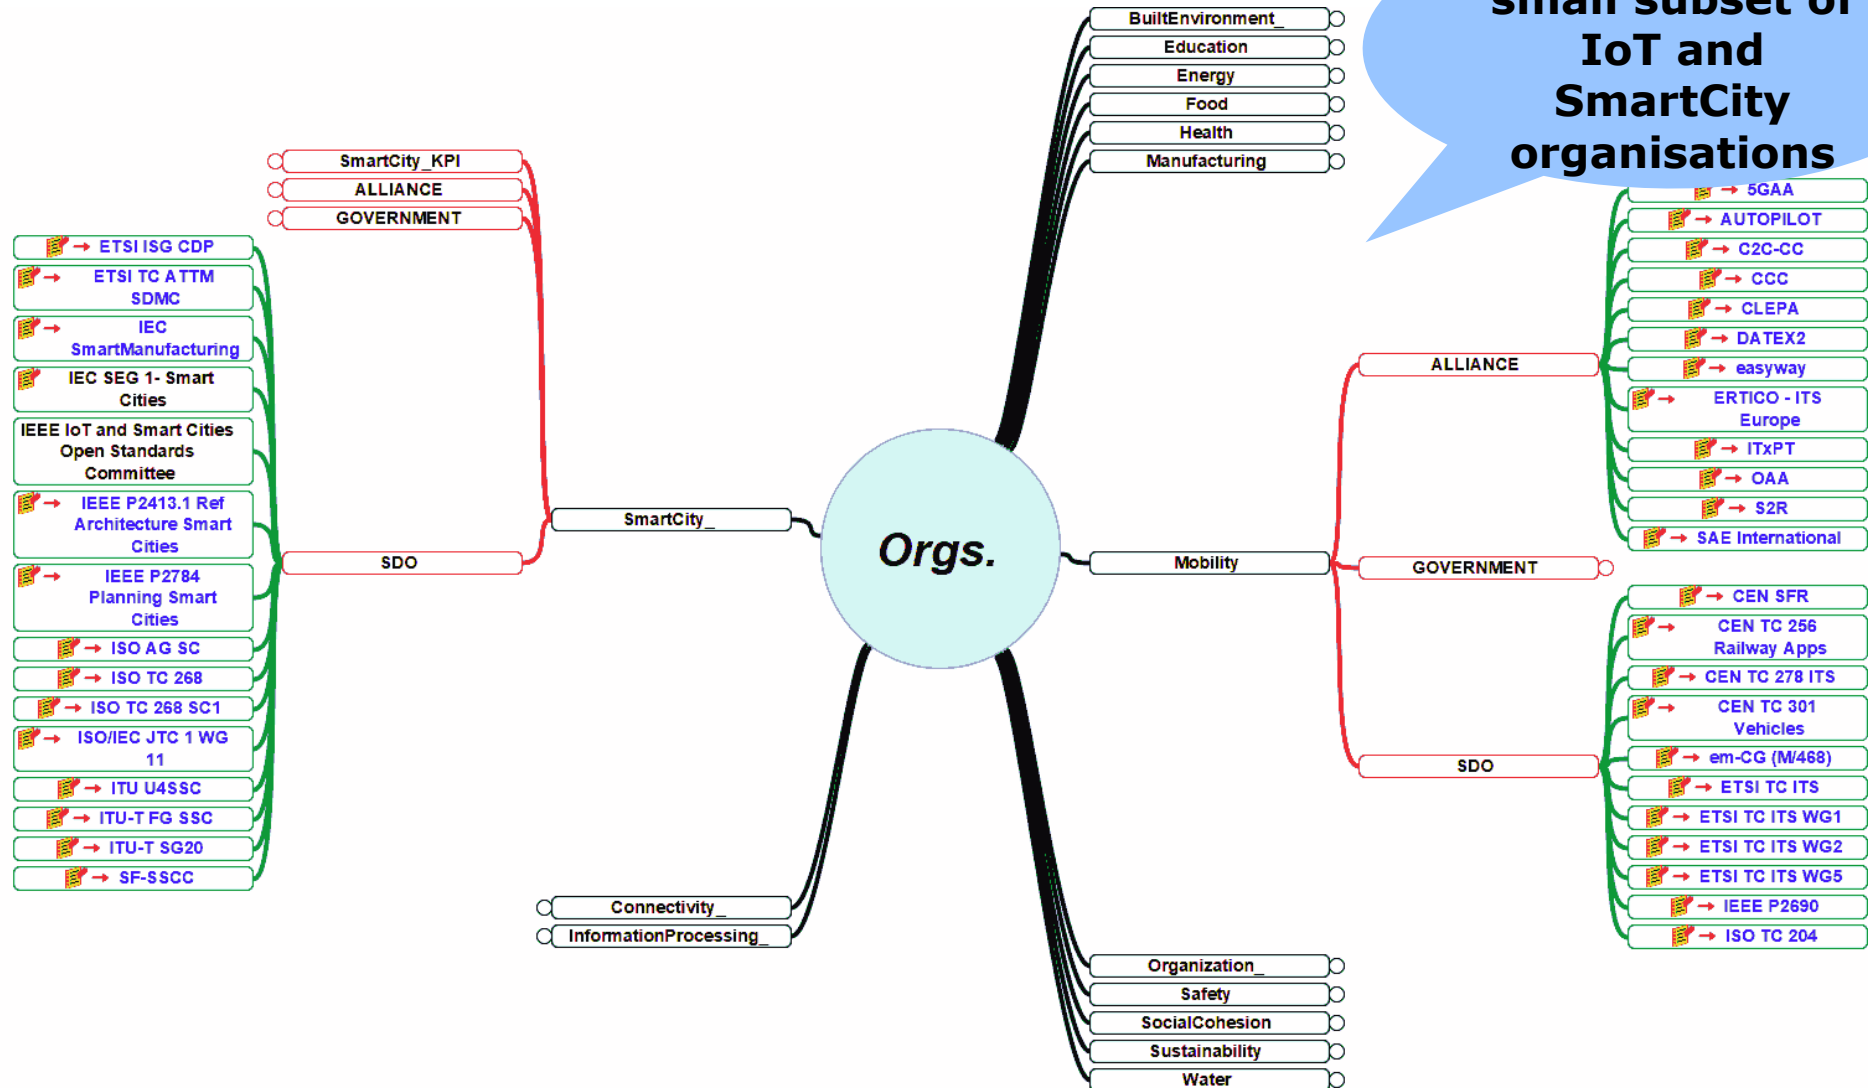 small subset of
IoT and
SmartCity
organisations
BuiltEnvironment_
Education
Energy
Food
Health
Manufacturing
SmartCity_KPI
ALLIANCE
GOVERNMENT
→ ETSI ISG CDP
→ ETSI TC ATTM
SDMC
→ IEC
SmartManufacturing
IEC SEG 1- Smart
Cities
IEEE IoT and Smart Cities
Open Standards
Committee
→ IEEE P2413.1 Ref
Architecture Smart
Cities
→ IEEE P2784
Planning Smart
Cities
→ ISO AG SC
→ ISO TC 268
→ ISO TC 268 SC1
→ ISO/IEC JTC 1 WG
11
→ ITU U4SSC
→ ITU-T FG SSC
→ ITU-T SG20
→ SF-SSCC
SDO
SmartCity_
Orgs.
Mobility
ALLIANCE
→ 5GAA
→ AUTOPILOT
→ C2C-CC
→ CCC
→ CLEPA
→ DATEX2
→ easyway
→ ERTICO - ITS
Europe
→ ITxPT
→ OAA
→ S2R
→ SAE International
GOVERNMENT
SDO
→ CEN SFR
→ CEN TC 256
Railway Apps
→ CEN TC 278 ITS
→ CEN TC 301
Vehicles
→ em-CG (M/468)
→ ETSI TC ITS
→ ETSI TC ITS WG1
→ ETSI TC ITS WG2
→ ETSI TC ITS WG5
→ IEEE P2690
→ ISO TC 204
Connectivity_
InformationProcessing_
Organization_
Safety
SocialCohesion
Sustainability
Water